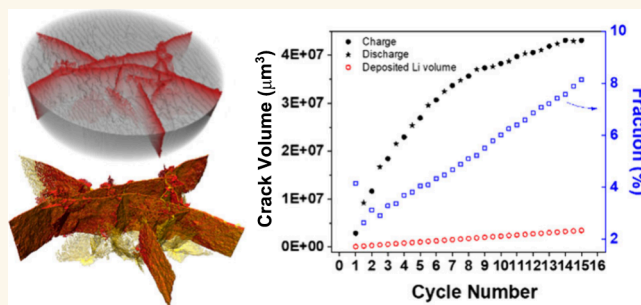 Charge
Discharge
Deposited Li volume
Crack Volume (μm³)
4E+07
3E+07
2E+07
1E+07
0E+00
0 1 2 3 4 5 6 7 8 9 10 11 12 13 14 15 16
Cycle Number
10
8
6
4
2
Fraction (%)